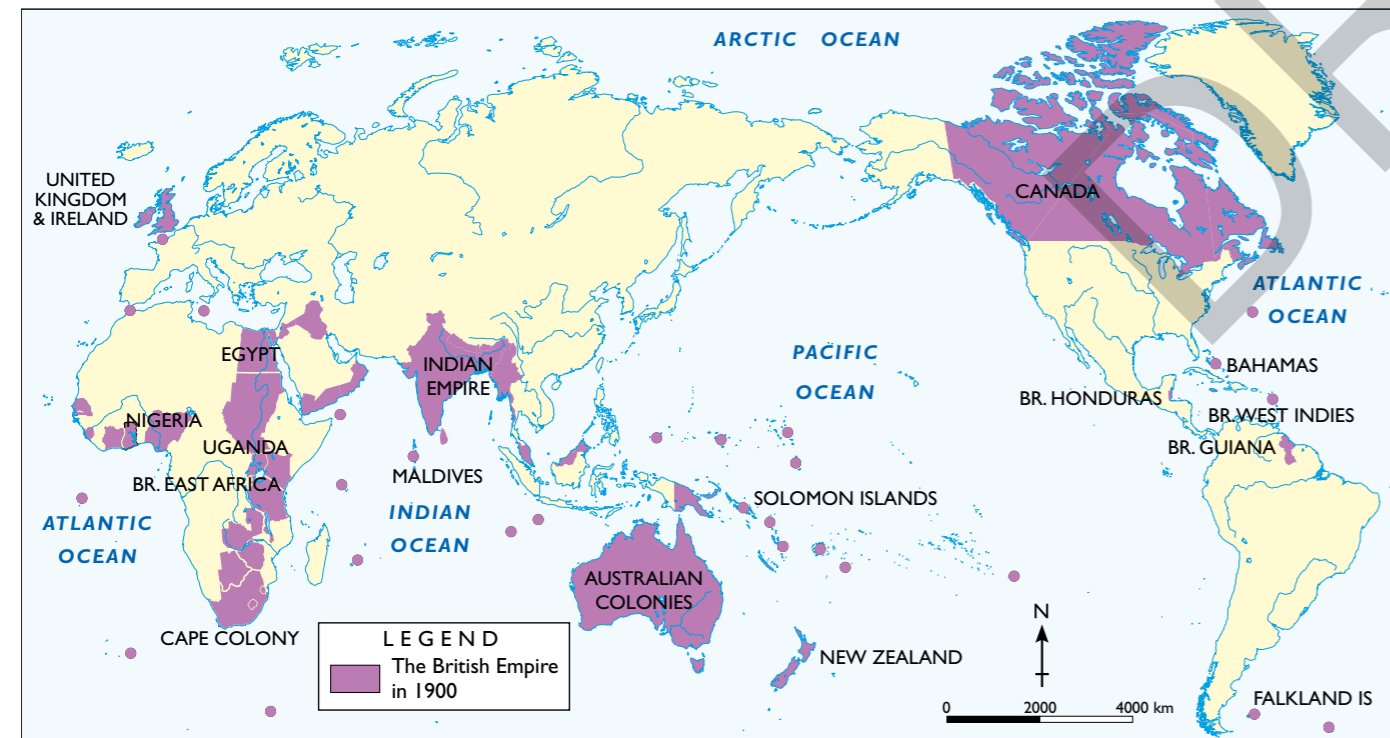 ARCTIC OCEAN
UNITED
KINGDOM
& IRELAND
CANADA
ATLANTIC
OCEAN
EGYPT
INDIAN
EMPIRE
PACIFIC
OCEAN
BAHAMAS
BR. HONDURAS
BR.WEST INDIES
NIGERIA
UGANDA
BR. GUIANA
BR. EAST AFRICA
MALDIVES
SOLOMON ISLANDS
ATLANTIC
OCEAN
INDIAN
OCEAN
AUSTRALIAN
COLONIES
CAPE COLONY
LEGEND
The British Empire
in 1900
NEW ZEALAND
N
0 2000 4000 km
FALKLAND IS